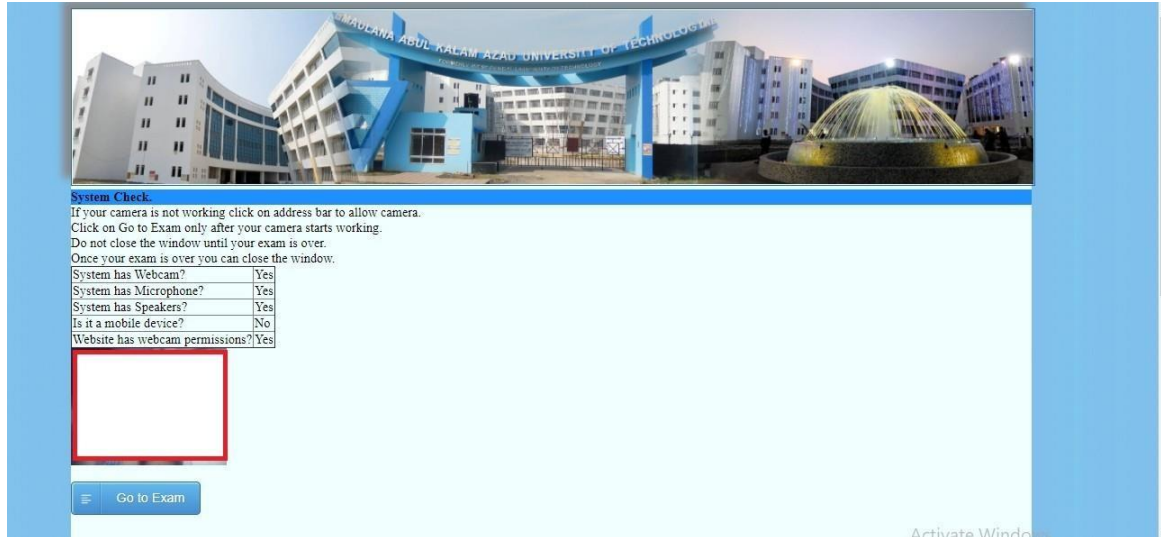 MAULANA ABUL KALAM AZAD UNIVERSITY OF TECHNOLOGY
System Check.
If your camera is not working click on address bar to allow camera.
Click on Go to Exam only after your camera starts working.
Do not close the window until your exam is over.
Once your exam is over you can close the window.
System has Webcam? Yes
System has Microphone? Yes
System has Speakers? Yes
Is it a mobile device? No
Website has webcam permissions? Yes
Go to Exam
Activate Windo